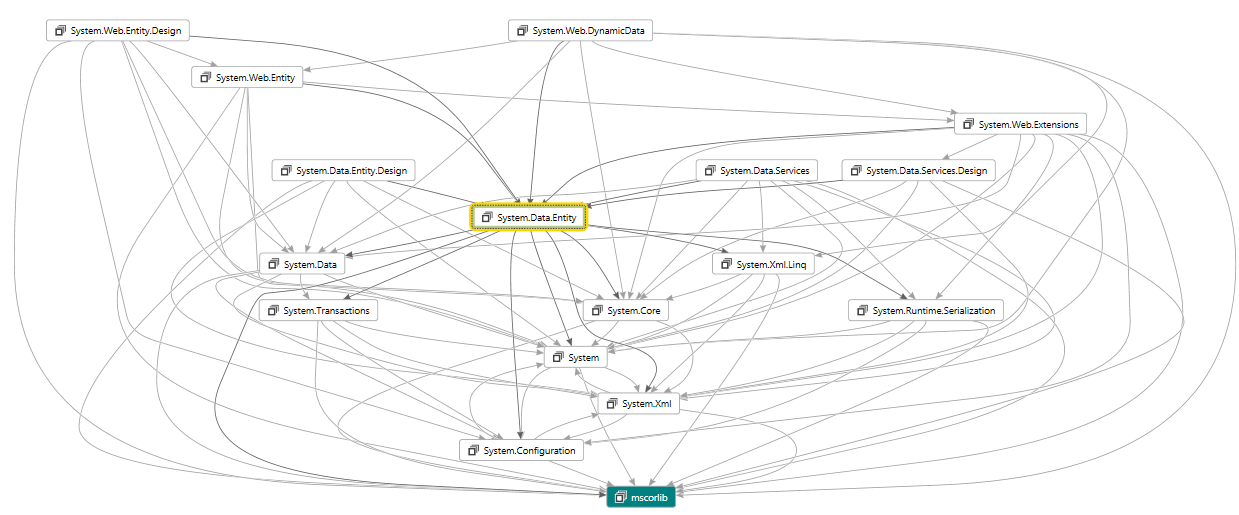 System.Web.Entity.Design
System.Web.DynamicData
System.Web.Entity
System.Web.Extensions
System.Data.Entity.Design
System.Data.Services
System.Data.Services.Design
System.Data.Entity
System.Data
System.Xml.Linq
System.Transactions
System.Core
System.Runtime.Serialization
System
System.Xml
System.Configuration
mscorlib